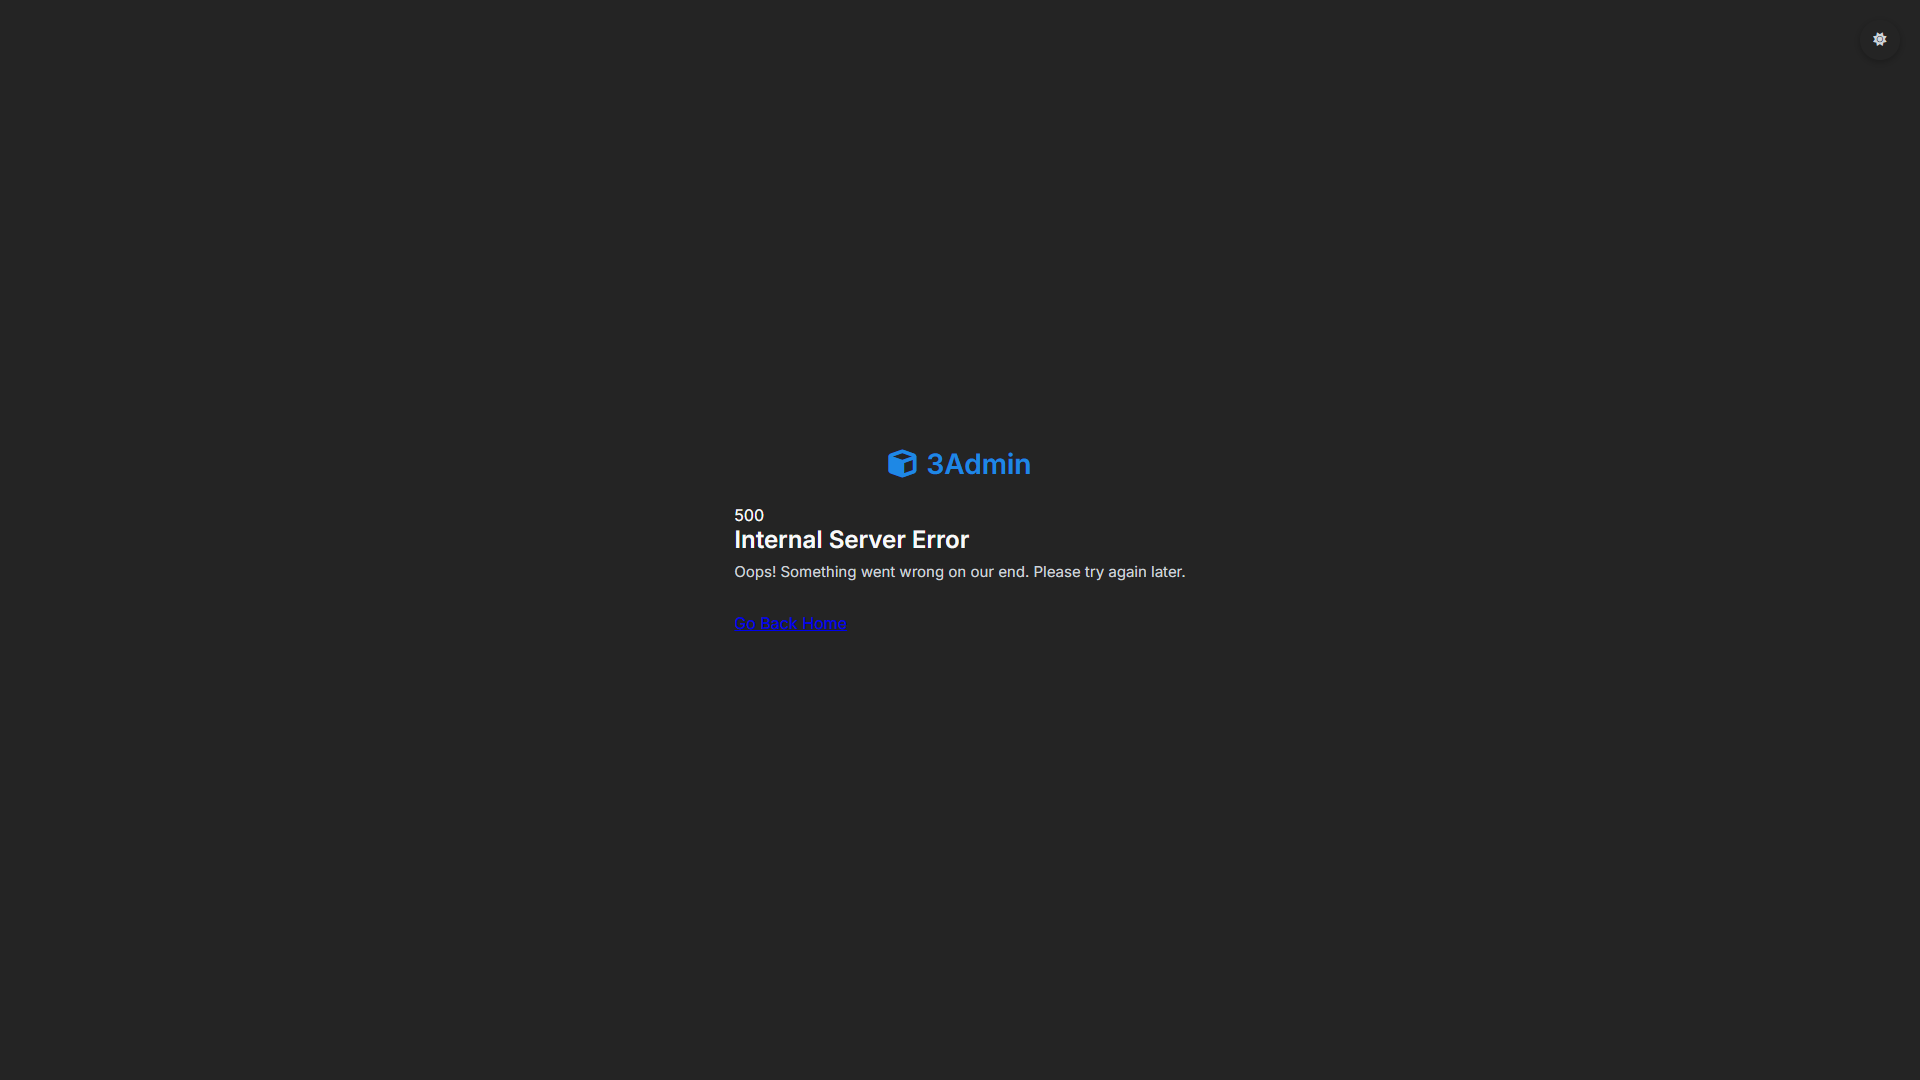 3Admin
500
Internal Server Error
Oops! Something went wrong on our end. Please try again later.
Go Back Home